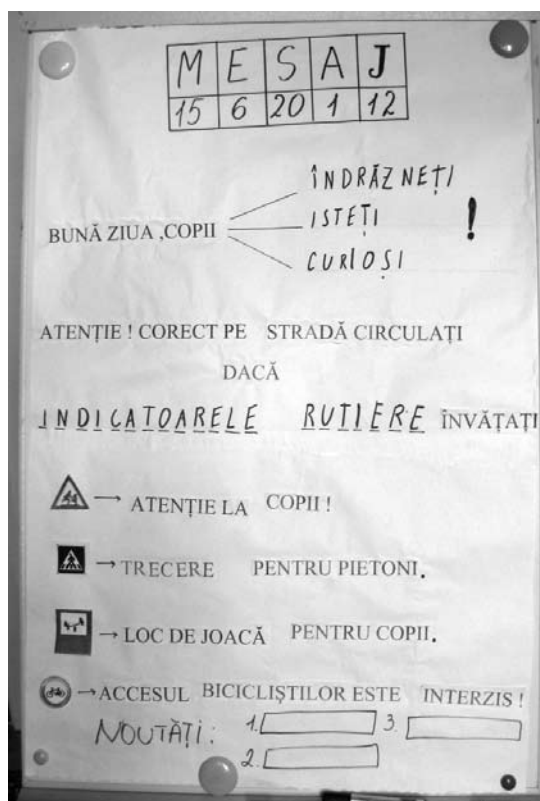 M E S A J
15 6 20 1 12
ÎNDRĂZNEȚI
BUNĂ ZIUA ,COPII ISTEȚI !
CURIOȘI
ATENȚIE ! CORECT PE STRADĂ CIRCULAȚI
DACĂ
INDICATOARELE RUTIERE ÎNVĂȚAȚI
→ ATENȚIE LA COPII !
→ TRECERE PENTRU PIETONI.
→ LOC DE JOACĂ PENTRU COPII.
→ ACCESUL BICICLIȘTILOR ESTE INTERZIS !
NOUTĂȚI: 1. 3.
2.